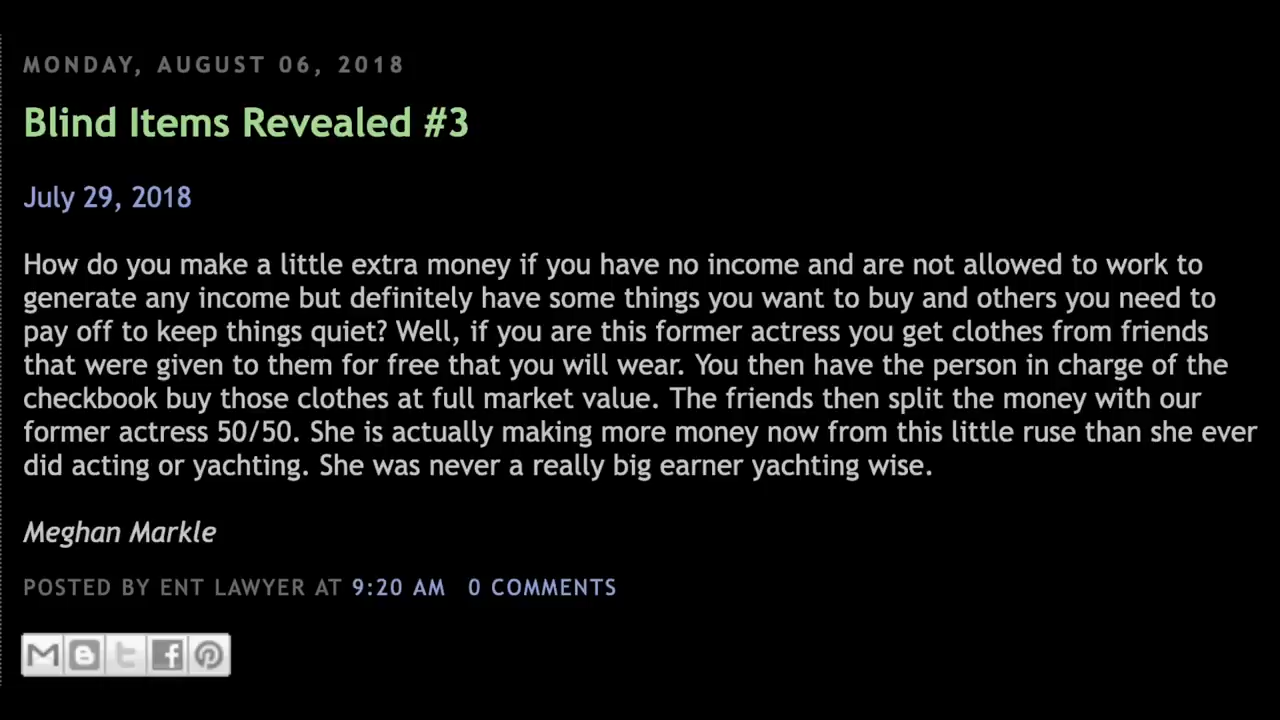 MONDAY, AUGUST 06, 2018
Blind Items Revealed #3
July 29, 2018
How do you make a little extra money if you have no income and are not allowed to work to
generate any income but definitely have some things you want to buy and others you need to
pay off to keep things quiet? Well, if you are this former actress you get clothes from friends
that were given to them for free that you will wear. You then have the person in charge of the
checkbook buy those clothes at full market value. The friends then split the money with our
former actress 50/50. She is actually making more money now from this little ruse than she ever
did acting or yachting. She was never a really big earner yachting wise.
Meghan Markle
POSTED BY ENT LAWYER AT 9:20 AM 0 COMMENTS